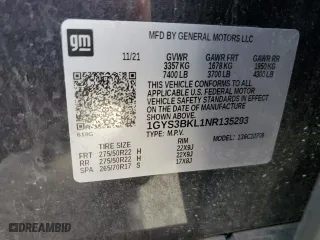 gm
MFD BY GENERAL MOTORS LLC
11/21 GVWR GAWR FRT GAWR RR
3357 KG 1678 KG 1950 KG
7400 LB 3700 LB 4300 LB
THIS VEHICLE CONFORMS TO ALL
APPLICABLE U.S. FEDERAL MOTOR
VEHICLE SAFETY STANDARDS IN EFFECT
ON THE DATE OF MANUFACTURE
SHOWN ABOVE.
1GYS3BKL1NR135293
TYPE: M.P.V. MODEL:
TIRE SIZE RIM
FRT 275/50R22 H 22X9J
RR 275/50R22 H 22X9J
SPA 265/70R17 S 17X8J